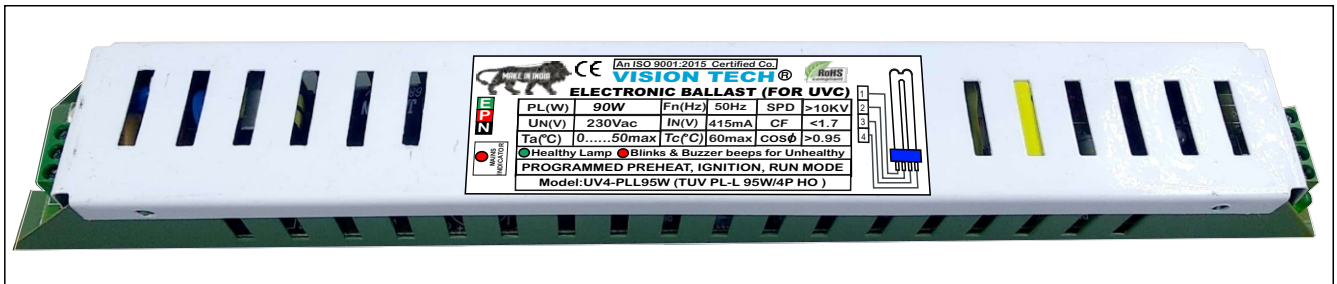 MAKE IN INDIA
CE
An ISO 9001:2015 Certified Co.
VISION TECH®
RoHS
compliant
ELECTRONIC BALLAST (FOR UVC)
E
P
N
PL(W) 90W Fn(Hz) 50Hz SPD >10KV
UN(V) 230Vac IN(V) 415mA CF <1.7
Ta(°C) 0......50max Tc(°C) 60max COSϕ >0.95
1
2
3
4
MAINS
INDICATOR
Healthy Lamp Blinks & Buzzer beeps for Unhealthy
PROGRAMMED PREHEAT, IGNITION, RUN MODE
Model:UV4-PLL95W (TUV PL-L 95W/4P HO )